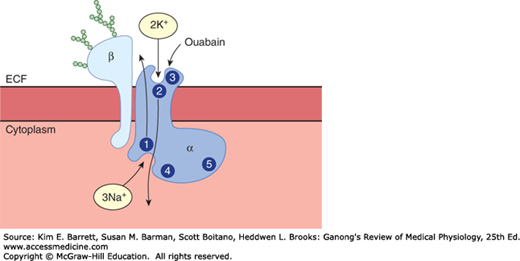 2K⁺
Ouabain
β
3
ECF
2
Cytoplasm
1
α
5
4
3Na⁺
Source: Kim E. Barrett, Susan M. Barman, Scott Boitano, Heddwen L. Brooks: Ganong's Review of Medical Physiology, 25th Ed.
www.accessmedicine.com
Copyright © McGraw-Hill Education. All rights reserved.